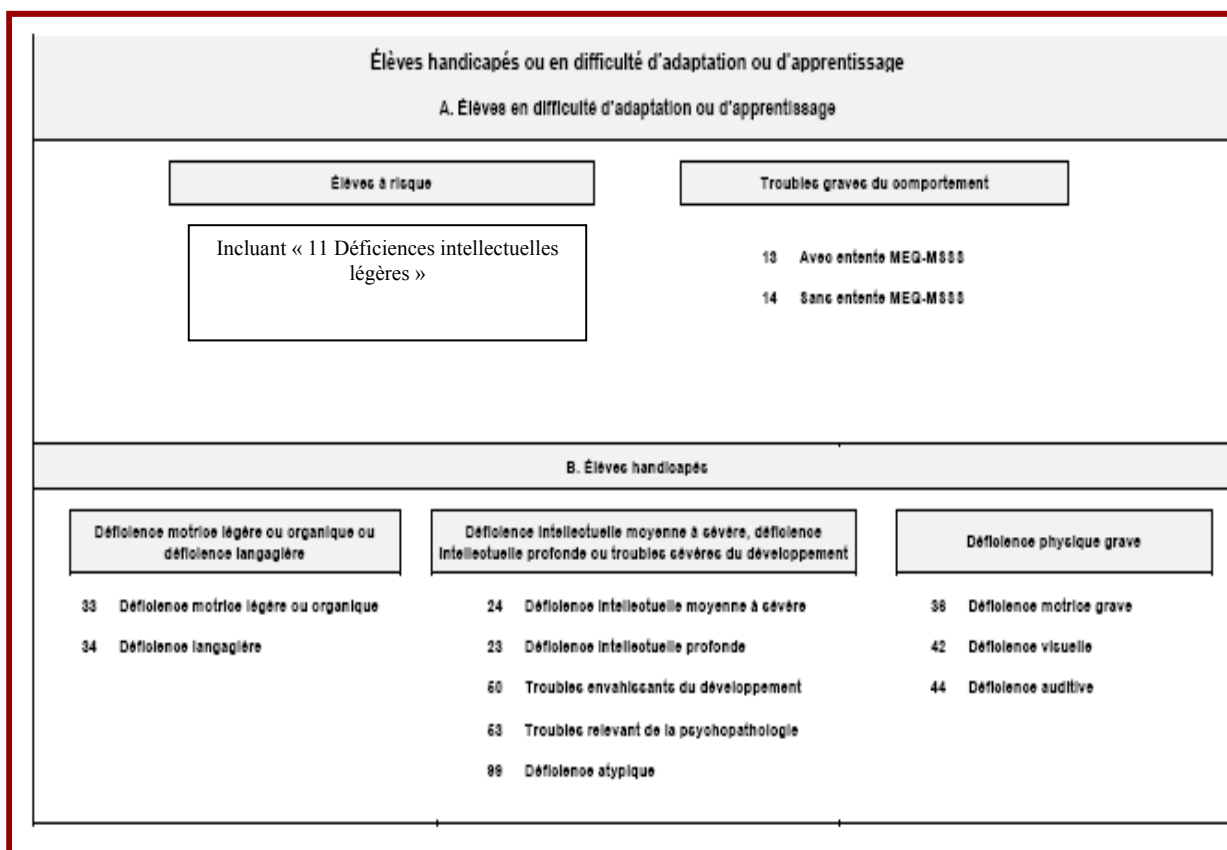 Élèves handicapés ou en difficulté d'adaptation ou d'apprentissage
A. Élèves en difficulté d'adaptation ou d'apprentissage
Élèves à risque
Incluant « 11 Déficiences intellectuelles
légères »
Troubles graves du comportement
13 Avec entente MEQ-MSSS
14 Sans entente MEQ-MSSS
B. Élèves handicapés
Déficience motrice légère ou organique ou
déficience langagière
33 Déficience motrice légère ou organique
34 Déficience langagière
Déficience intellectuelle moyenne à sévère, déficience
intellectuelle profonde ou troubles sévères du développement
24 Déficience intellectuelle moyenne à sévère
23 Déficience intellectuelle profonde
50 Troubles envahissants du développement
53 Troubles relevant de la psychopathologie
99 Déficience atypique
Déficience physique grave
36 Déficience motrice grave
42 Déficience visuelle
44 Déficience auditive